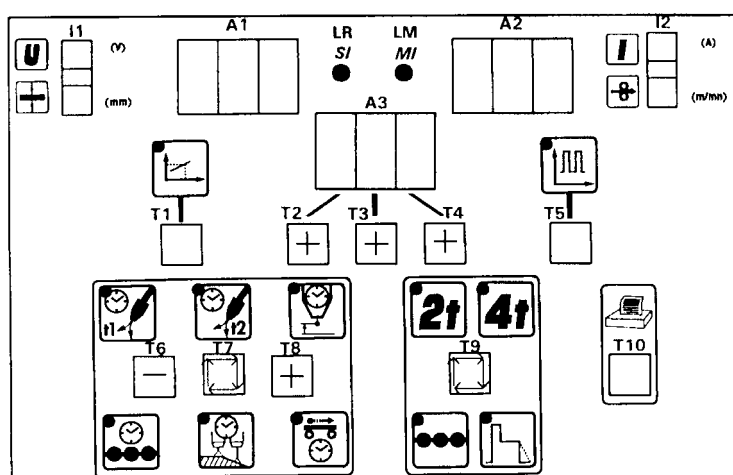 I1 A1 LR LM A2 I2
U (V) SI MI I (A)
(mm) (m/mn)
A3
T1 T2 T3 T4 T5
+ + +
t1 t2 2t 4t
T6 T7 T8 T9 T10
− +